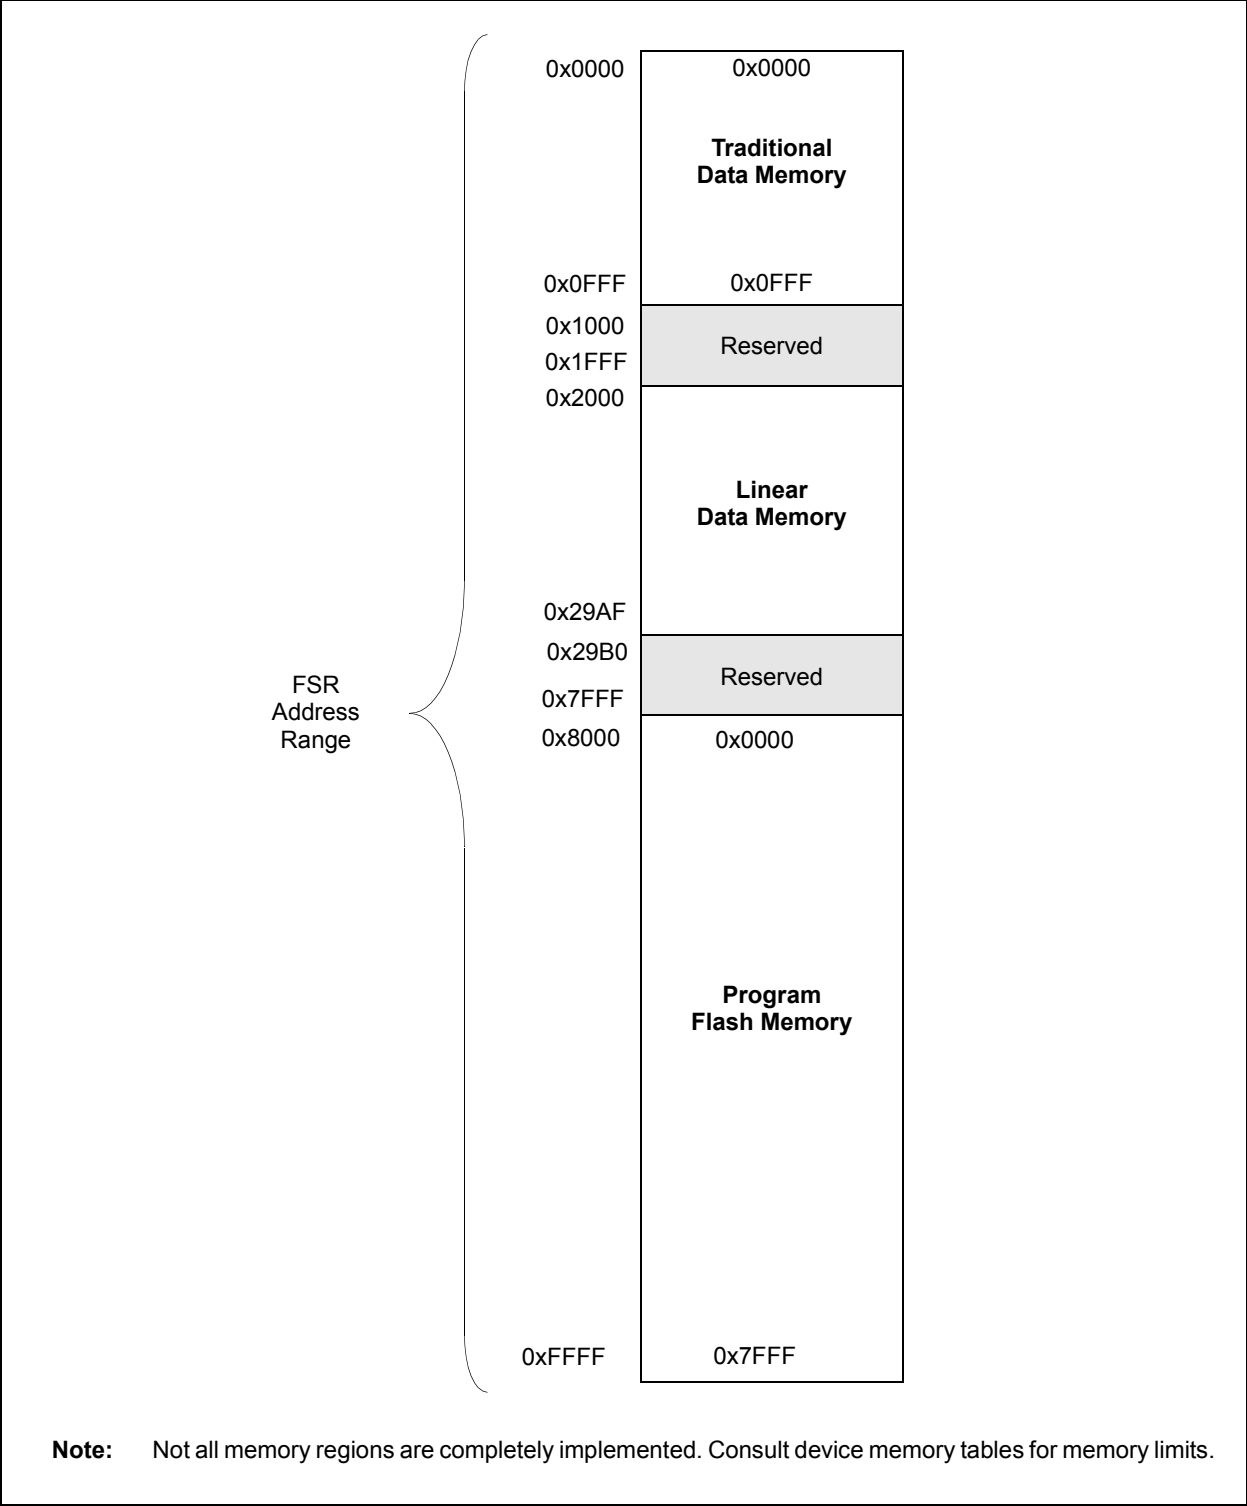 0x0000 0x0000
Traditional
Data Memory
0x0FFF 0x0FFF
0x1000
Reserved
0x1FFF
0x2000
Linear
Data Memory
0x29AF
0x29B0
Reserved
0x7FFF
FSR
Address
Range
0x8000 0x0000
Program
Flash Memory
0xFFFF 0x7FFF
Note: Not all memory regions are completely implemented. Consult device memory tables for memory limits.